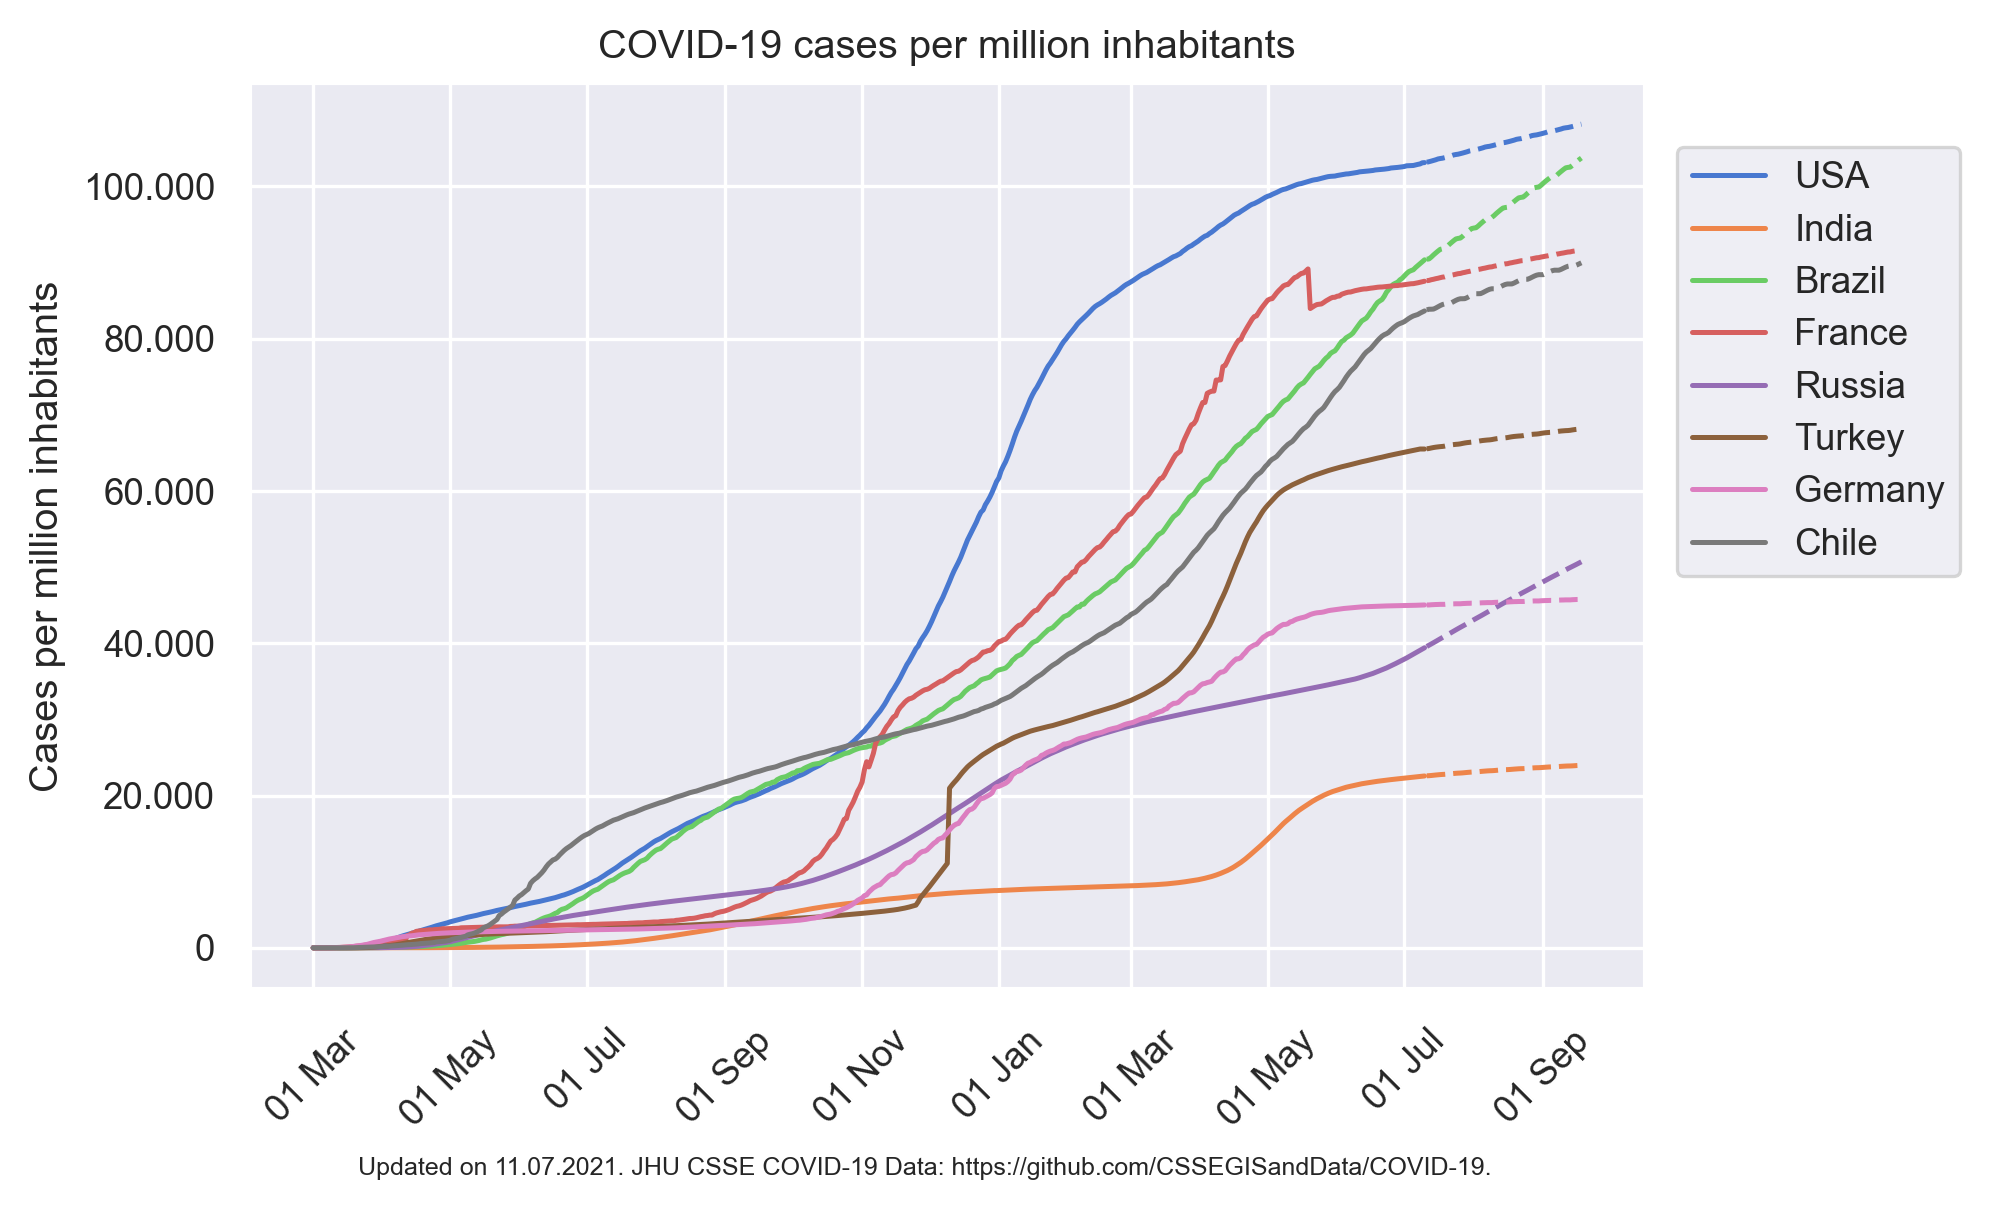 COVID-19 cases per million inhabitants
Cases per million inhabitants
100.000
80.000
60.000
40.000
20.000
0
01 Mar
01 May
01 Jul
01 Sep
01 Nov
01 Jan
01 Mar
01 May
01 Jul
01 Sep
USA
India
Brazil
France
Russia
Turkey
Germany
Chile
Updated on 11.07.2021. JHU CSSE COVID-19 Data: https://github.com/CSSEGISandData/COVID-19.